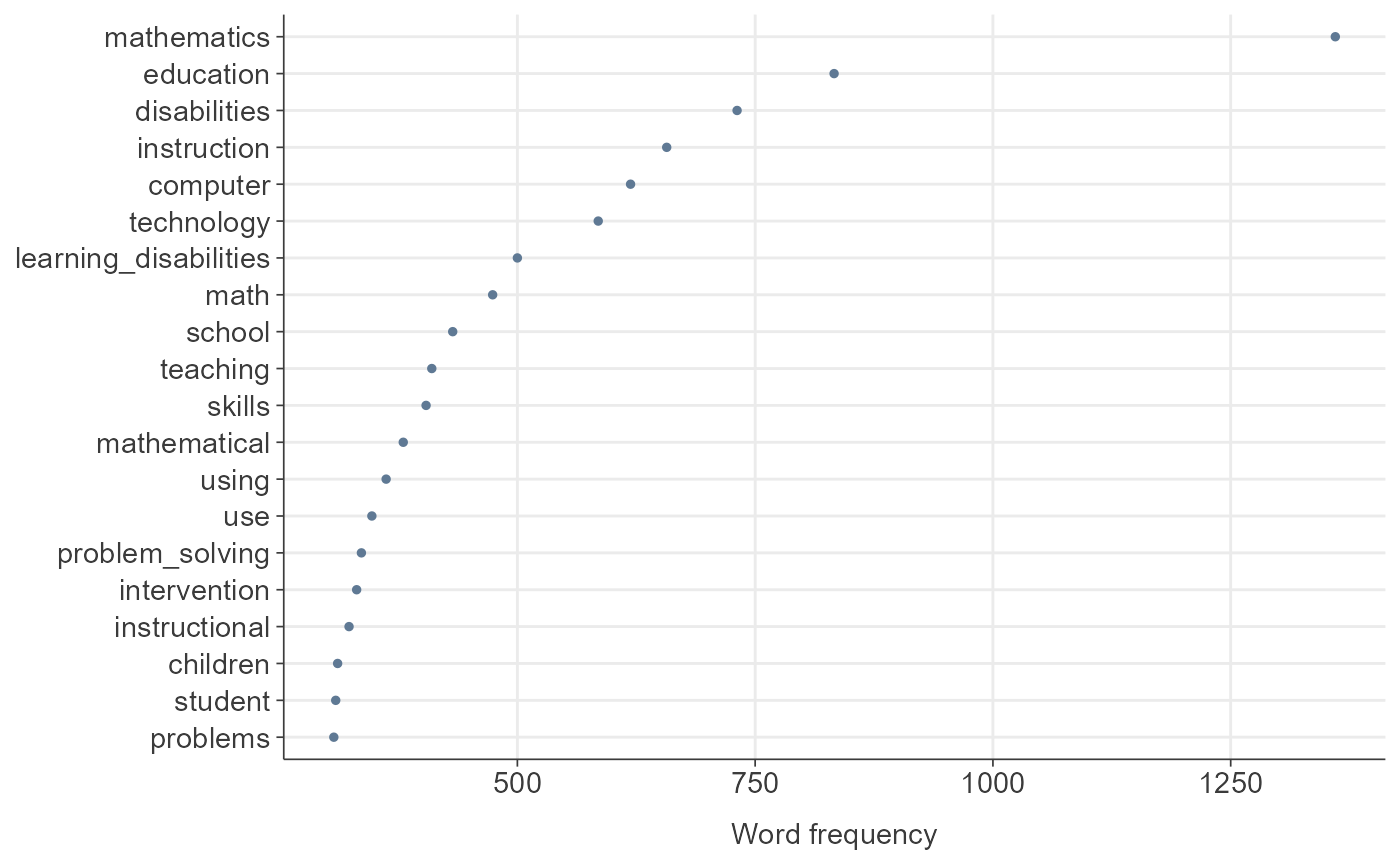 mathematics
education
disabilities
instruction
computer
technology
learning_disabilities
math
school
teaching
skills
mathematical
using
use
problem_solving
intervention
instructional
children
student
problems
500 750 1000 1250
Word frequency